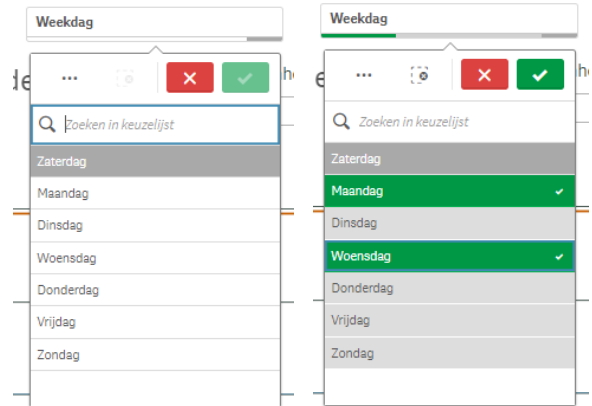 Weekdag
Zoeken in keuzelijst
Zaterdag
Maandag
Dinsdag
Woensdag
Donderdag
Vrijdag
Zondag
Weekdag
Zoeken in keuzelijst
Zaterdag
Maandag
Dinsdag
Woensdag
Donderdag
Vrijdag
Zondag